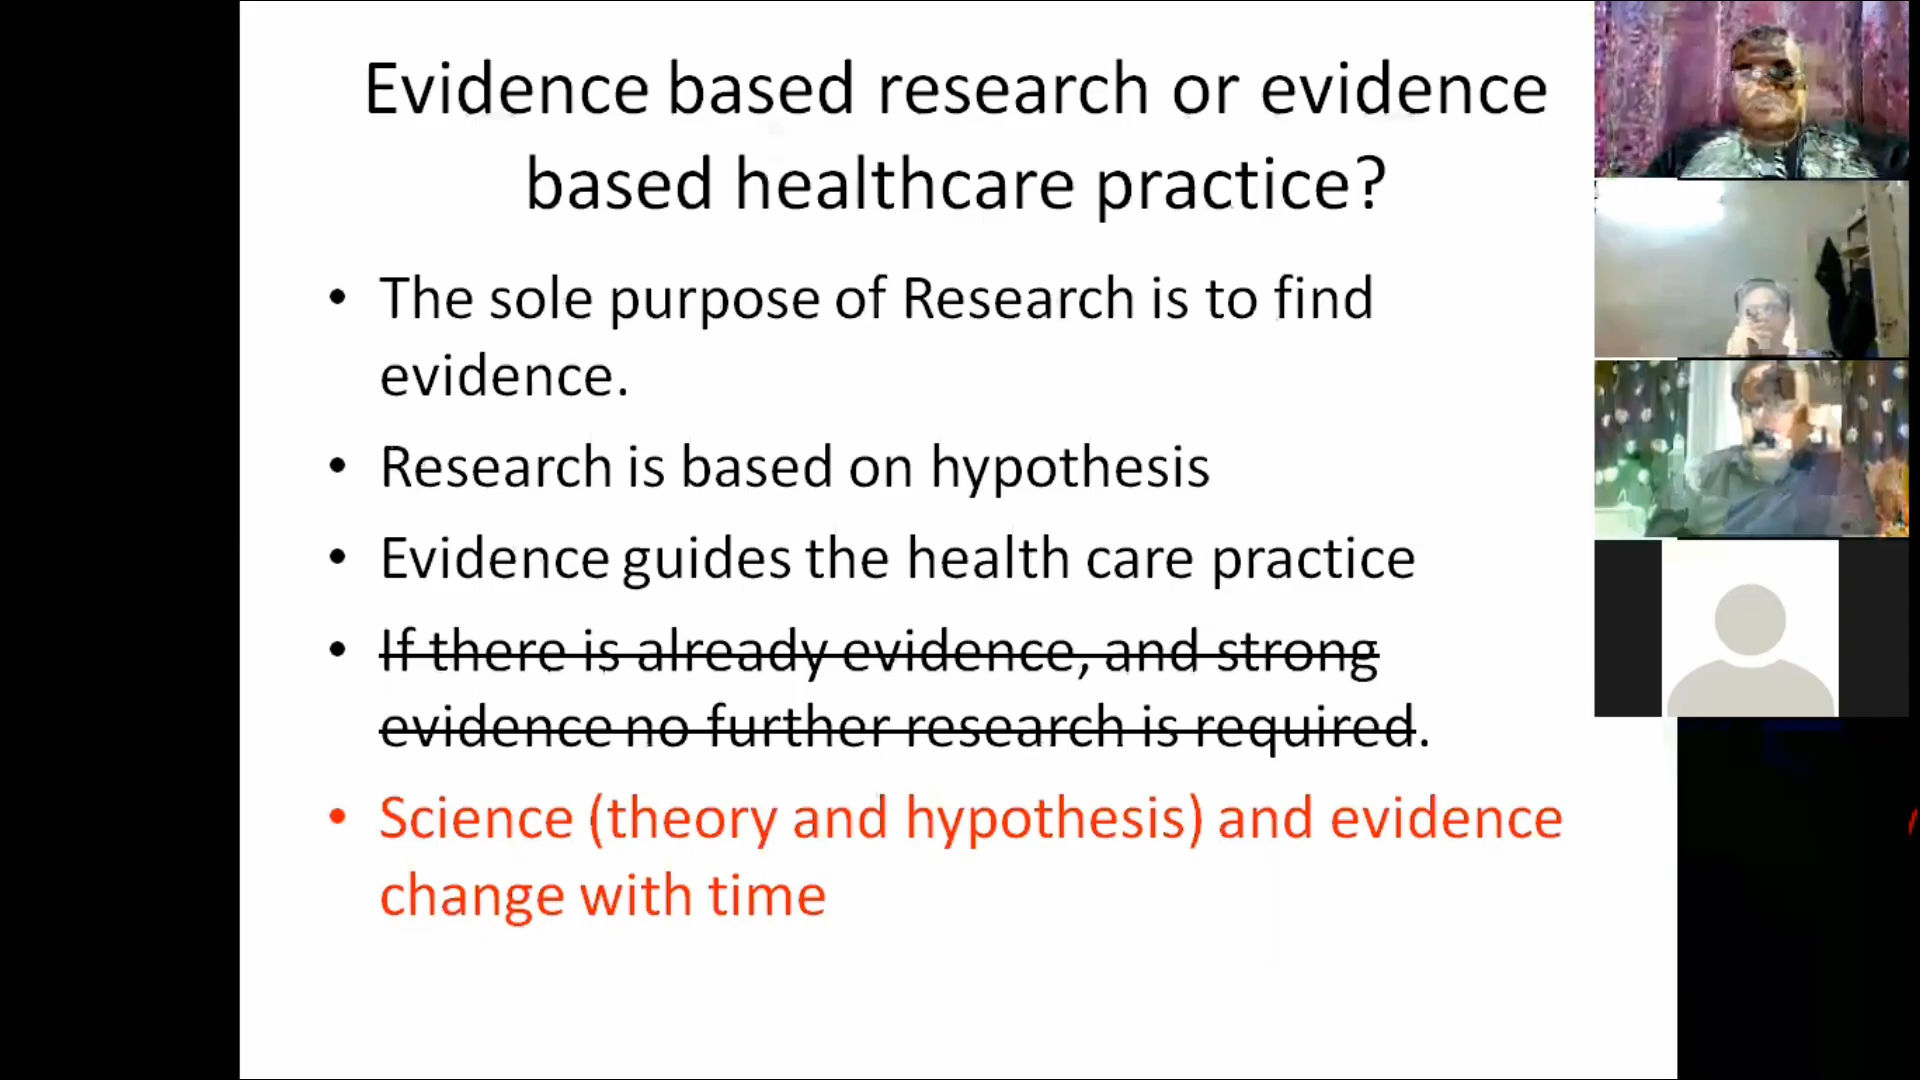 Evidence based research or evidence
based healthcare practice?
• The sole purpose of Research is to find
evidence.
• Research is based on hypothesis
• Evidence guides the health care practice
• If there is already evidence, and strong
evidence no further research is required.
• Science (theory and hypothesis) and evidence
change with time